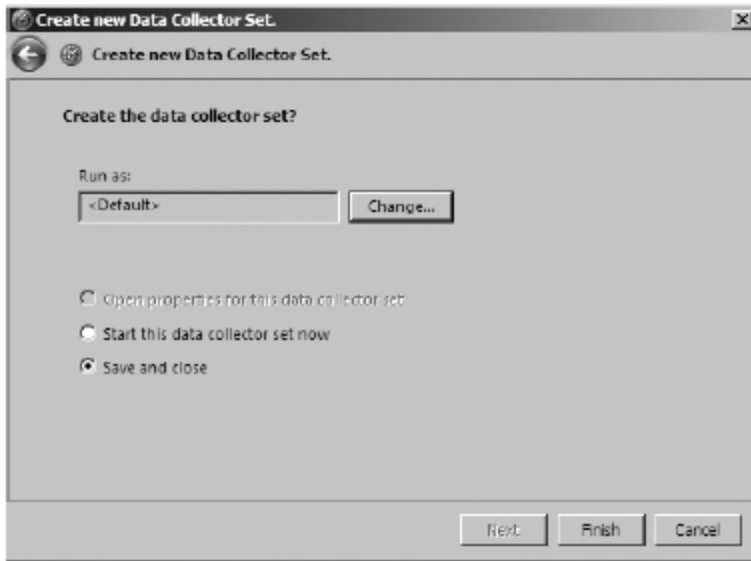 Create new Data Collector Set.
Create new Data Collector Set.
Create the data collector set?
Run as:
<Default>
Change...
Open properties for this data collector set
Start this data collector set now
Save and close
Next
Finish
Cancel